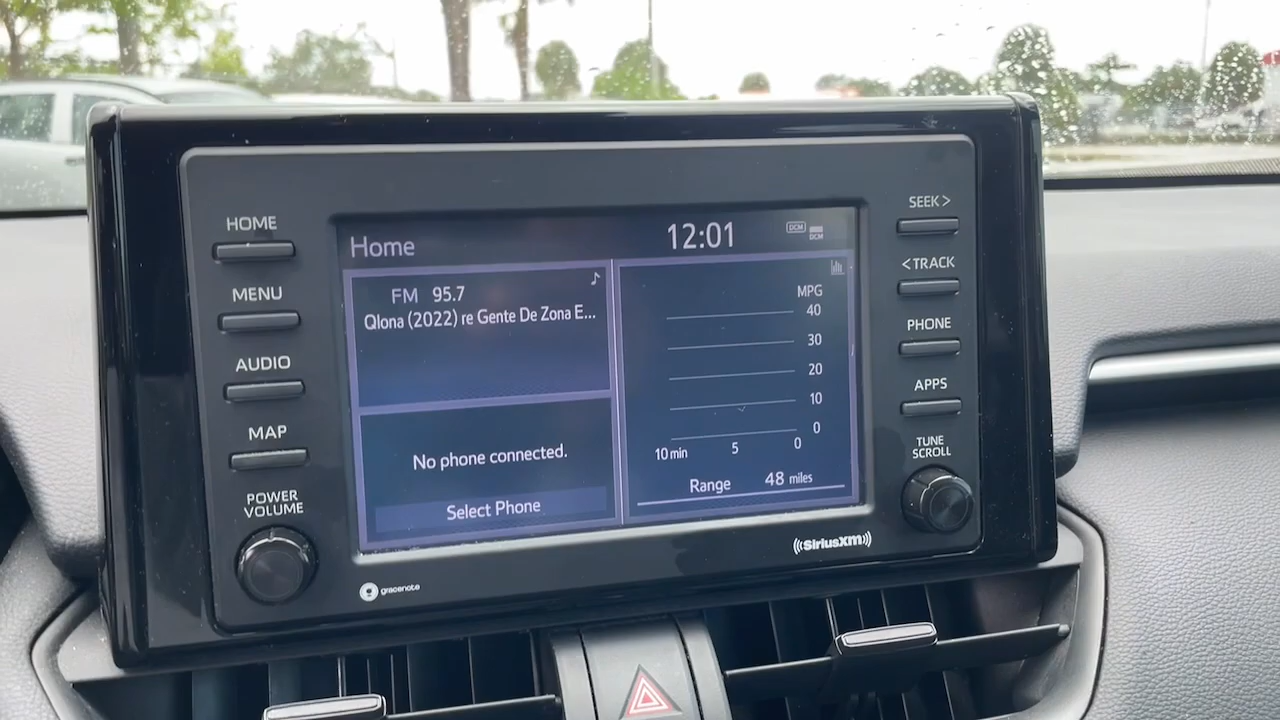 HOME
MENU
AUDIO
MAP
POWER
VOLUME
Home
12:01
DCM
DCM
FM 95.7
Qlona (2022) re Gente De Zona E...
No phone connected.
Select Phone
MPG
40
30
20
10
0
10 min 5 0
Range 48 miles
SEEK >
< TRACK
PHONE
APPS
TUNE
SCROLL
gracenote
((SiriusXM))